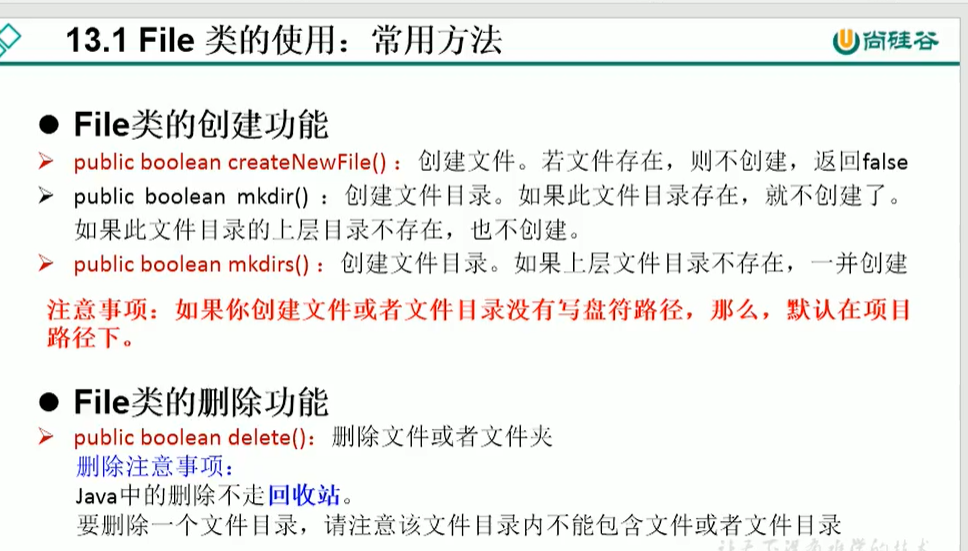 13.1 File 类的使用：常用方法
尚硅谷
File类的创建功能
public boolean createNewFile() ：创建文件。若文件存在，则不创建，返回false
public boolean mkdir() ：创建文件目录。如果此文件目录存在，就不创建了。
如果此文件目录的上层目录不存在，也不创建。
public boolean mkdirs() ：创建文件目录。如果上层文件目录不存在，一并创建
注意事项：如果你创建文件或者文件目录没有写盘符路径，那么，默认在项目
路径下。
File类的删除功能
public boolean delete()：删除文件或者文件夹
删除注意事项：
Java中的删除不走回收站。
要删除一个文件目录，请注意该文件目录内不能包含文件或者文件目录